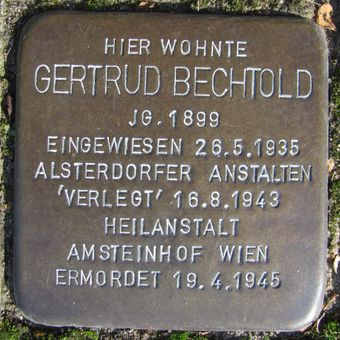 HIER WOHNTE
GERTRUD BECHTOLD
JG. 1899
EINGEWIESEN 26.5.1935
ALSTERDORFER ANSTALTEN
'VERLEGT' 16.8.1943
HEILANSTALT
AMSTEINHOF WIEN
ERMORDET 19.4.1945